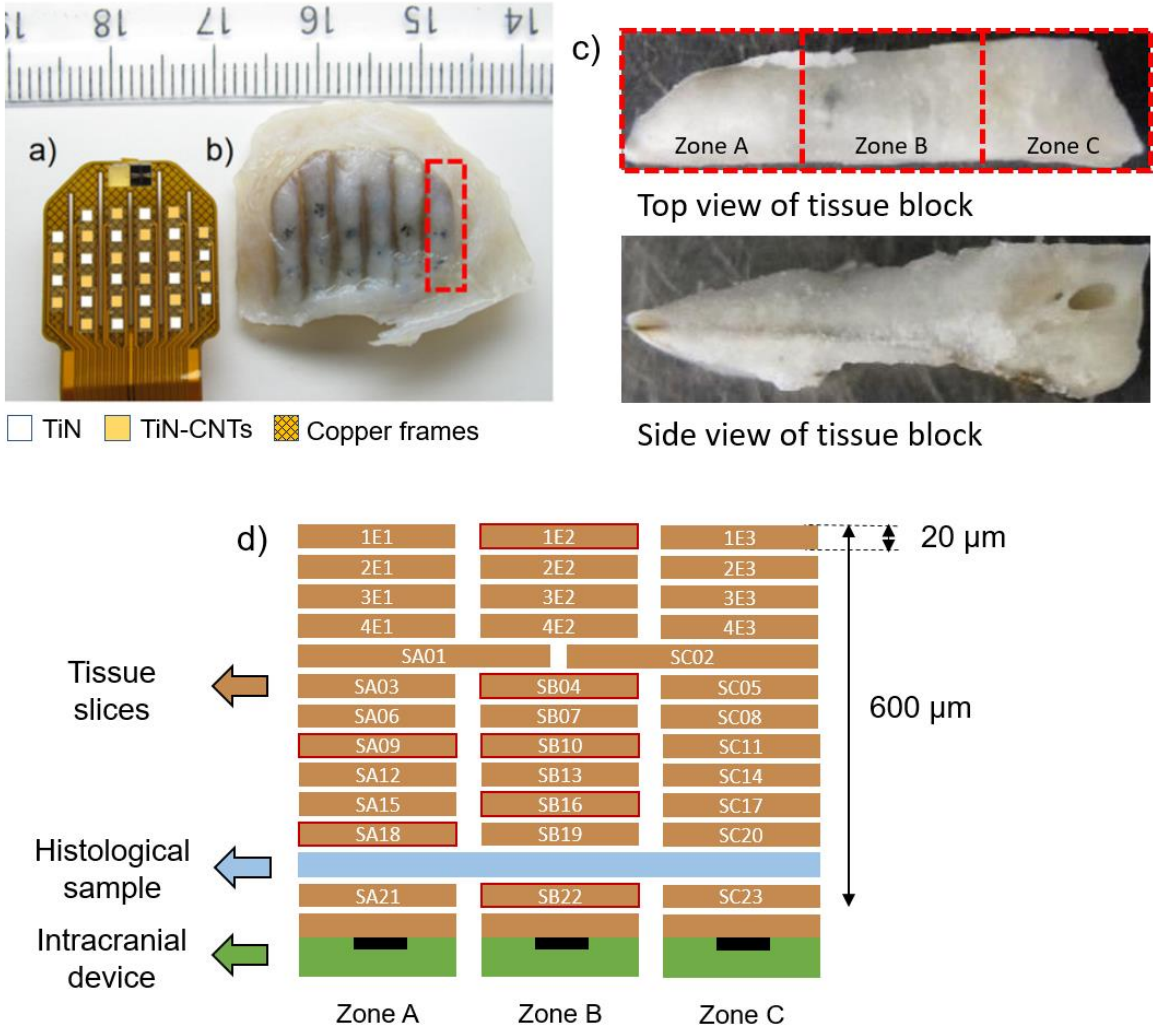 19 18 17 16 15 14
a)
b)
c)
Zone A Zone B Zone C
Top view of tissue block
Side view of tissue block
TiN TiN-CNTs Copper frames
d)
1E1 1E2 1E3
20 µm
2E1 2E2 2E3
3E1 3E2 3E3
4E1 4E2 4E3
SA01 SC02
Tissue
slices
SA03 SB04 SC05
SA06 SB07 SC08
600 µm
SA09 SB10 SC11
SA12 SB13 SC14
SA15 SB16 SC17
SA18 SB19 SC20
Histological
sample
SA21 SB22 SC23
Intracranial
device
Zone A Zone B Zone C